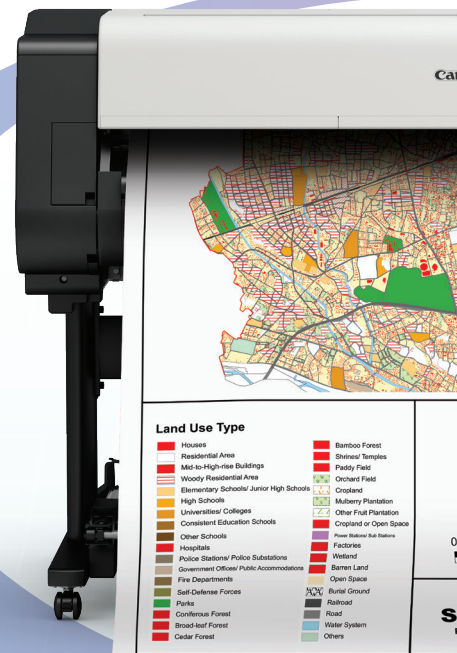 Land Use Type
Houses
Residential Area
Mid-to-High-rise Buildings
Woody Residential Area
Elementary Schools/ Junior High Schools
High Schools
Universities/ Colleges
Consistent Education Schools
Other Schools
Hospitals
Police Stations/ Police Substations
Government Offices/ Public Accommodations
Fire Departments
Self-Defense Forces
Parks
Coniferous Forest
Broad-leaf Forest
Cedar Forest
Bamboo Forest
Shrines/ Temples
Paddy Field
Orchard Field
Cropland
Mulberry Plantation
Other Fruit Plantation
Cropland or Open Space
Power Stations/ Sub Stations
Factories
Wetland
Barren Land
Open Space
Burial Ground
Railroad
Road
Water System
Others
0